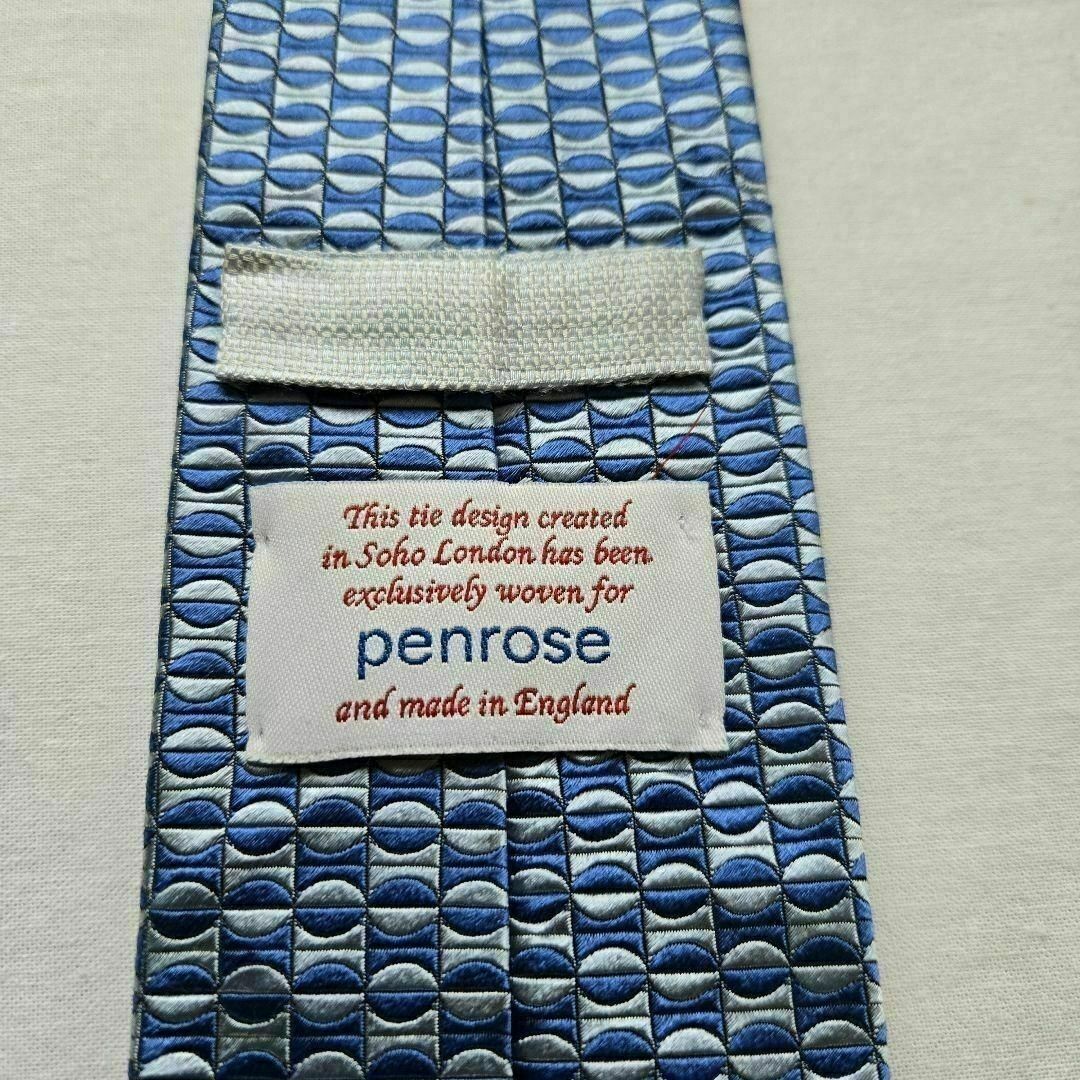 This tie design created
in Soho London has been
exclusively woven for
penrose
and made in England